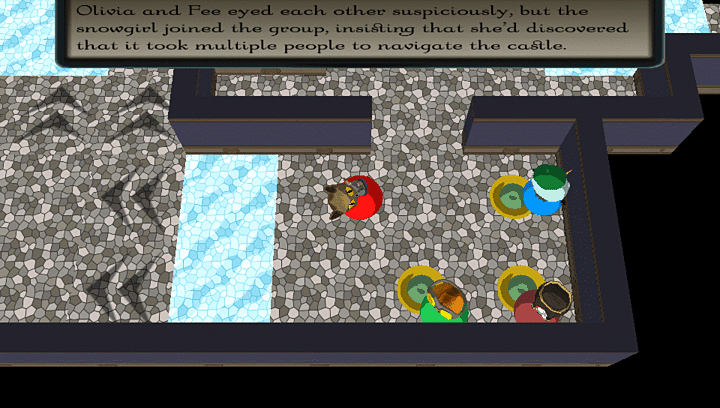 Olivia and Fee eyed each other suspiciously, but the
snowgirl joined the group, insisting that she'd discovered
that it took multiple people to navigate the castle.